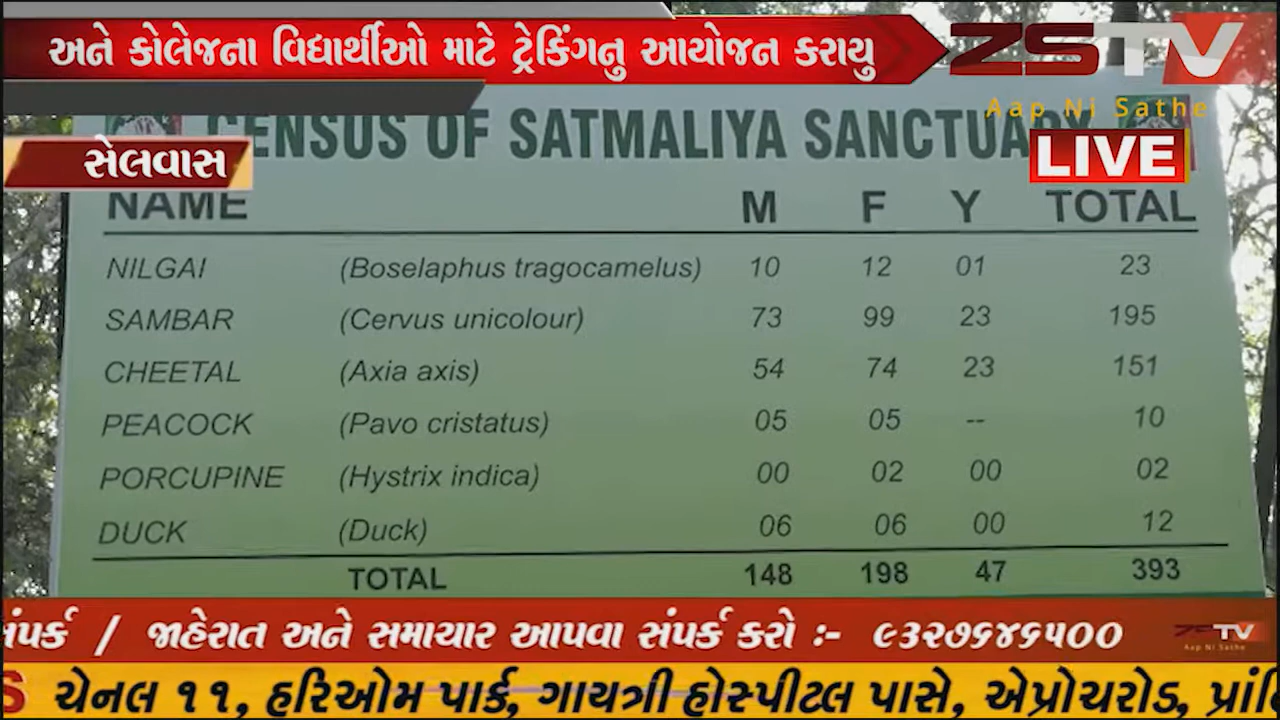 અને કોલેજના વિદ્યાર્થીઓ માટે ટ્રેકિંગનુ આયોજન કરાયુ
ZSTV
Aap Ni Sathe
CENSUS OF SATMALIYA SANCTUARY
LIVE
સેલવાસ
NAME M F Y TOTAL
NILGAI (Boselaphus tragocamelus) 10 12 01 23
SAMBAR (Cervus unicolour) 73 99 23 195
CHEETAL (Axia axis) 54 74 23 151
PEACOCK (Pavo cristatus) 05 05 -- 10
PORCUPINE (Hystrix indica) 00 02 00 02
DUCK (Duck) 06 06 00 12
TOTAL 148 198 47 393
સંપર્ક / જાહેરાત અને સમાચાર આપવા સંપર્ક કરો :- ૯૩૨૭૬૪૬૫૦૦
ZSTV
Aap Ni Sathe
S ચેનલ ૧૧, હરિઓમ પાર્ક, ગાયત્રી હોસ્પીટલ પાસે, એપ્રોચરોડ,